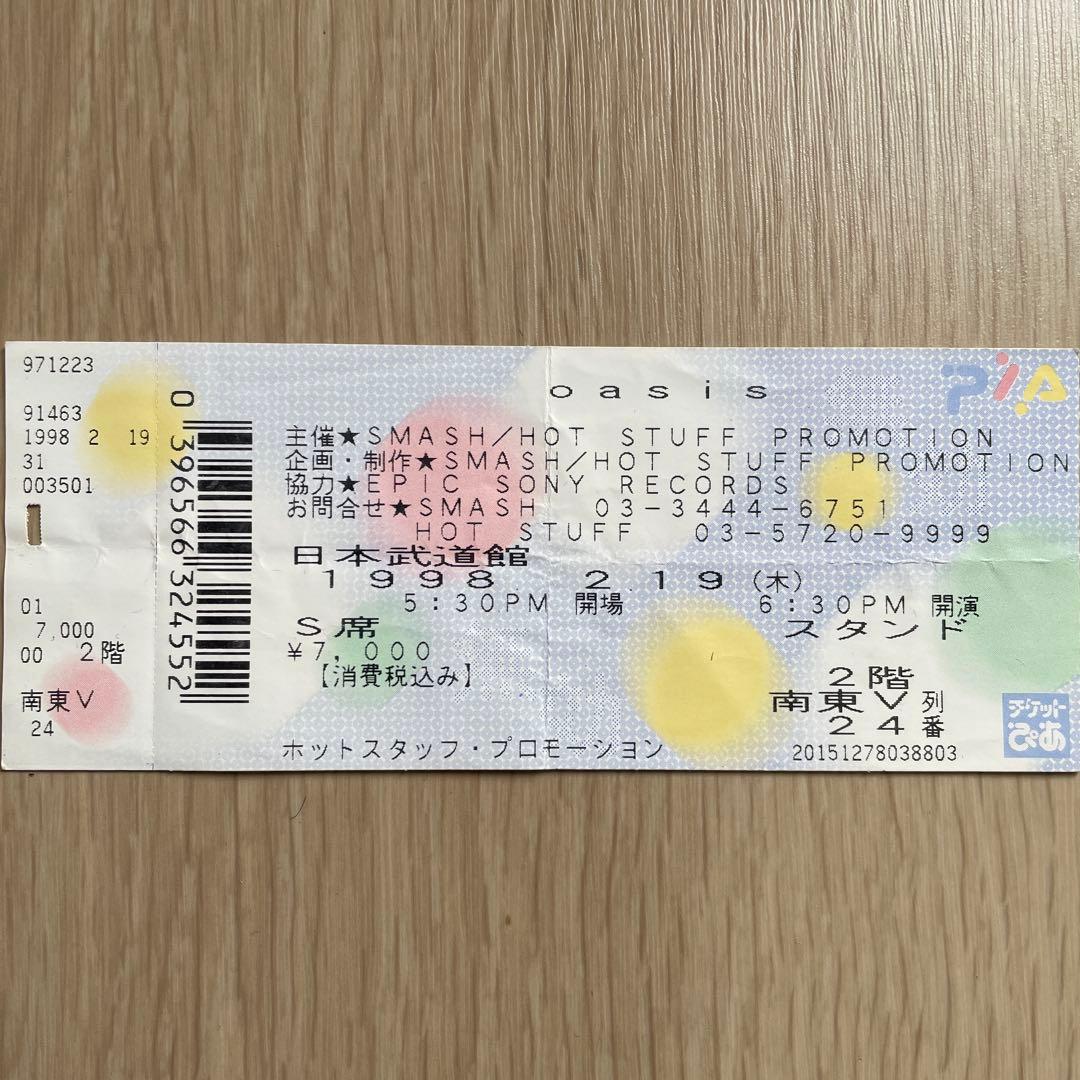 971223
91463
1998 2 19
31
003501
01
7,000
00 2階
南東V
24
0 396566 324552
oasis
PIA
主催★SMASH/HOT STUFF PROMOTION
企画・制作★SMASH/HOT STUFF PROMOTION
協力★EPIC SONY RECORDS
お問合せ★SMASH 03-3444-6751
HOT STUFF 03-5720-9999
日本武道館
1998 2 19 (木)
5:30PM 開場 6:30PM 開演
S席 スタンド
¥7,000
【消費税込み】 2階
南東V列
24番
ホットスタッフ・プロモーション 20151278038803
チケット
ぴあ